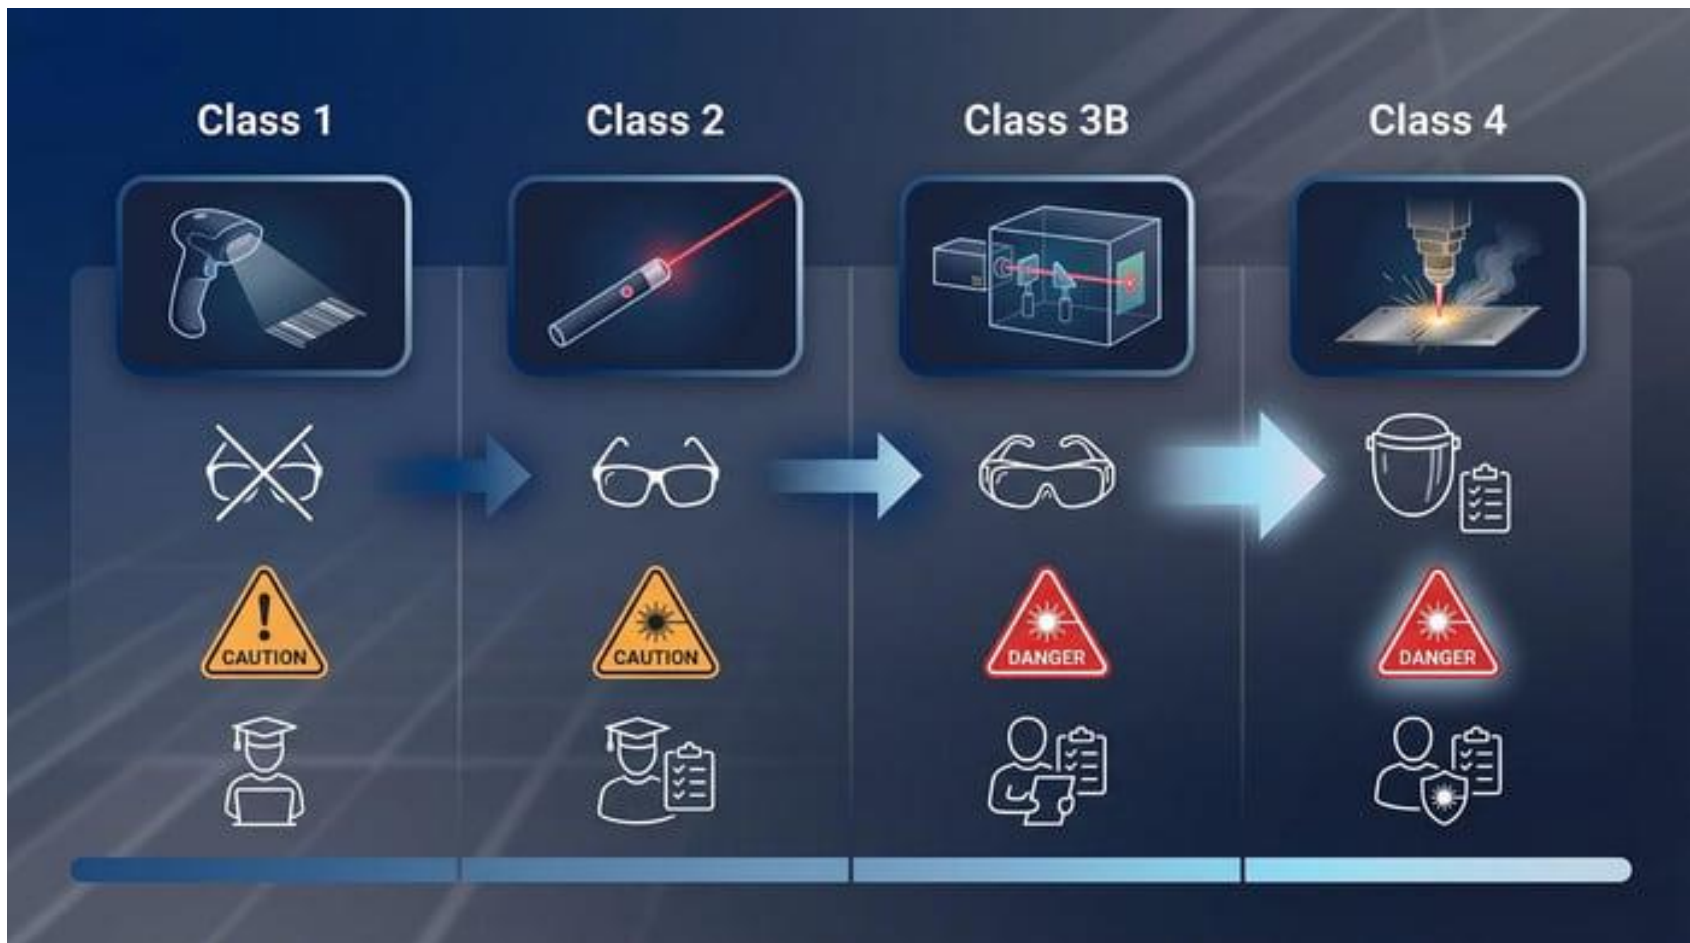 Class 1
Class 2
Class 3B
Class 4
CAUTION
CAUTION
DANGER
DANGER